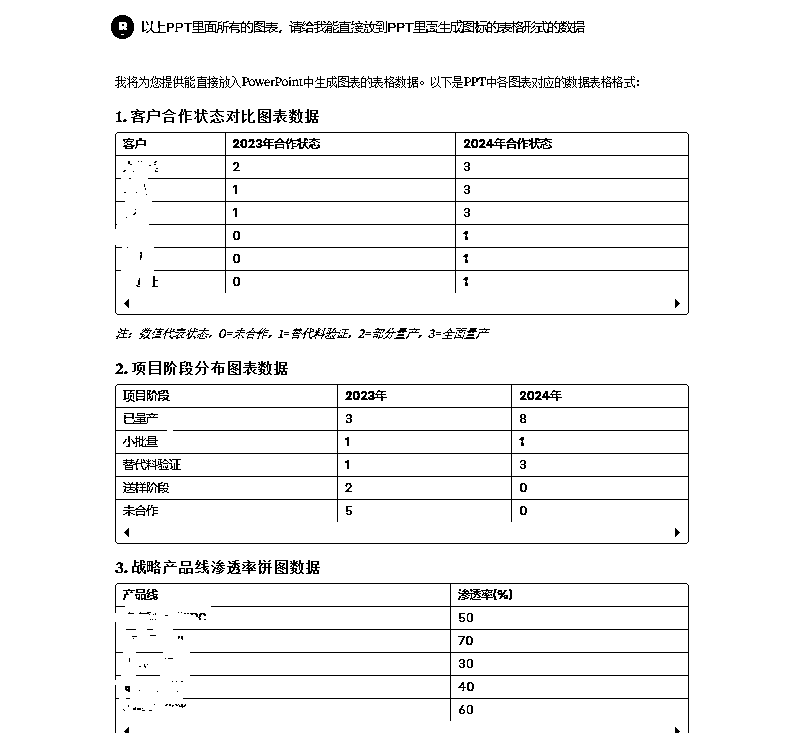 R 以上PPT里面所有的图表，请给我能直接放到PPT里面生成图标的表格形式的数据
我将为您提供能直接放入PowerPoint中生成图表的表格数据。以下是PPT中各图表对应的数据表格格式：
1. 客户合作状态对比图表数据
客户 2023年合作状态 2024年合作状态
2 3
1 3
1 3
0 1
0 1
上 0 1
注：数值代表状态，0=未合作，1=替代料验证，2=部分量产，3=全面量产
2. 项目阶段分布图表数据
项目阶段 2023年 2024年
已量产 3 8
小批量 1 1
替代料验证 1 3
送样阶段 2 0
未合作 5 0
3. 战略产品线渗透率饼图数据
产品线 渗透率(%)
50
70
30
40
60